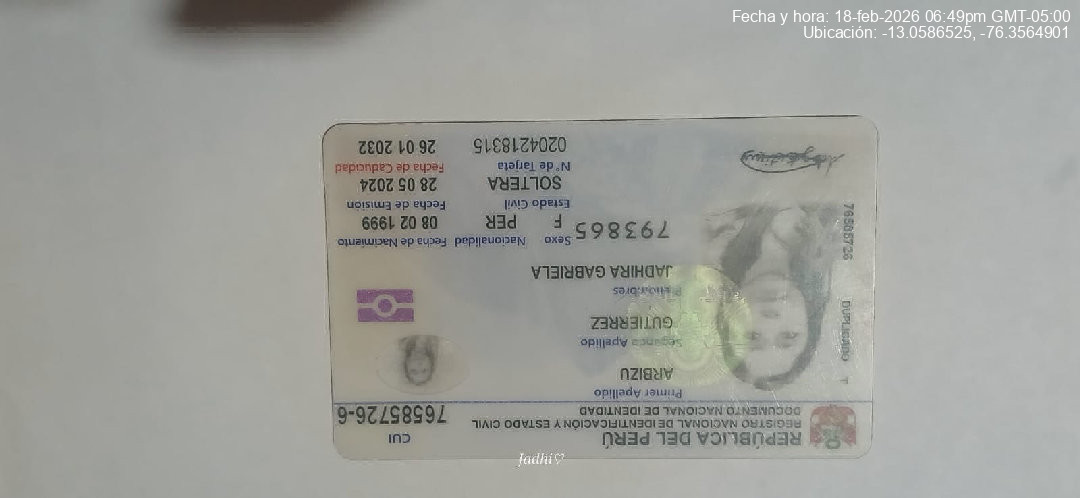 Fecha y hora: 18-feb-2026 06:49pm GMT-05:00
Ubicación: -13.0586525, -76.3564901
REPÚBLICA DEL PERÚ
REGISTRO NACIONAL DE IDENTIFICACIÓN Y ESTADO CIVIL
DOCUMENTO NACIONAL DE IDENTIDAD
CUI
76585726-6
Primer Apellido
ARBIZU
Segundo Apellido
GUTIERREZ
Prenombres
JADHIRA GABRIELA
Sexo Nacionalidad Fecha de Nacimiento
F PER 08 02 1999
793865
Estado Civil Fecha de Emisión
SOLTERA 28 05 2024
N° de Tarjeta Fecha de Caducidad
0204218315 26 01 2032
DUPLICADO T
76585726
Jadhi♡